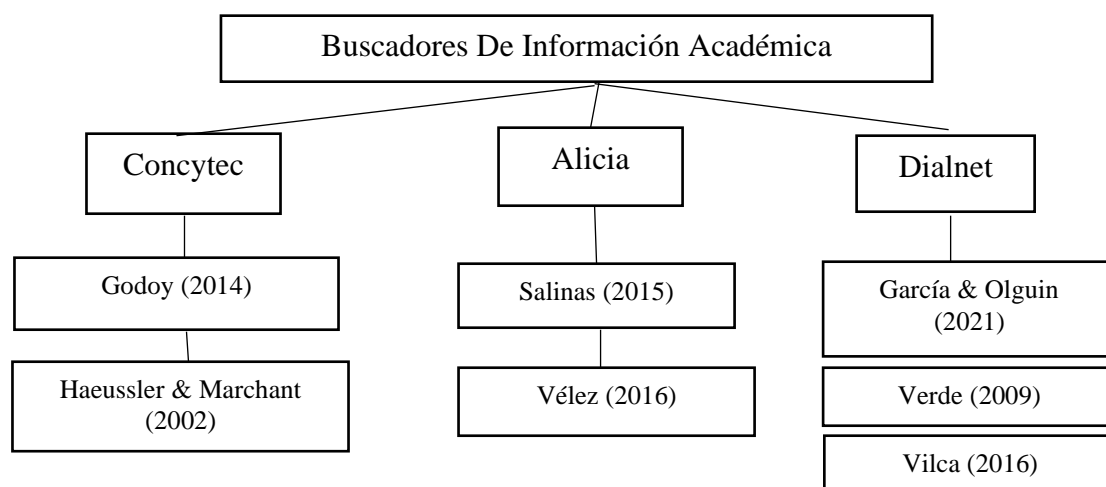 Buscadores De Información Académica
Concytec
Alicia
Dialnet
Godoy (2014)
Salinas (2015)
García & Olguin
(2021)
Haeussler & Marchant
(2002)
Vélez (2016)
Verde (2009)
Vilca (2016)